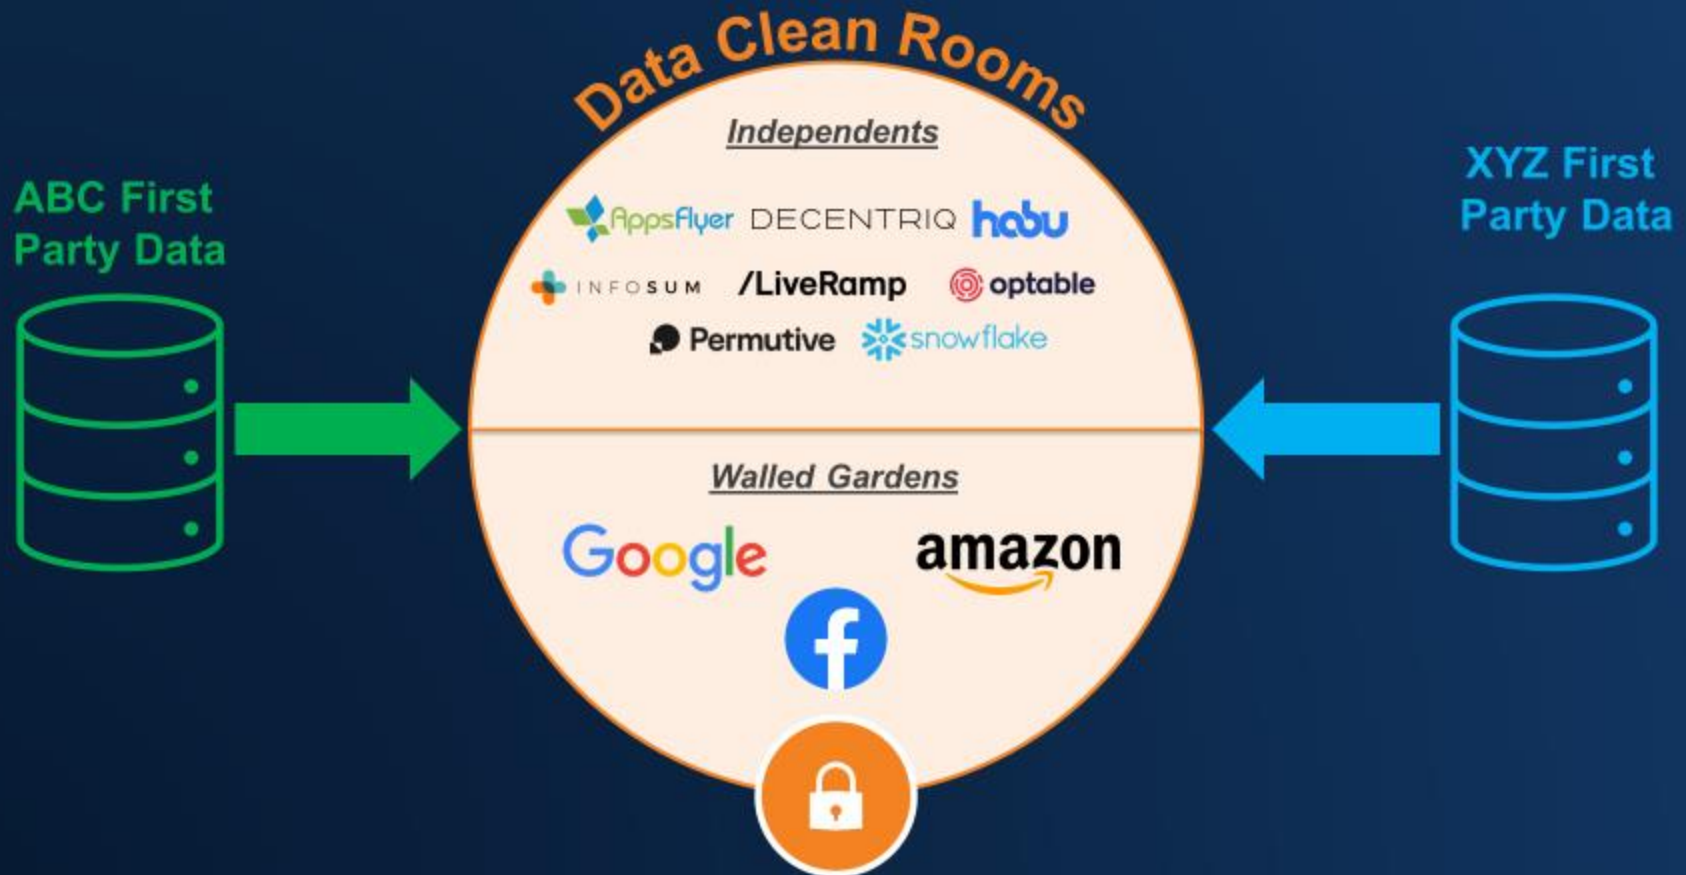 Data Clean Rooms
Independents
ABC First
Party Data
XYZ First
Party Data
AppsFlyer DECENTRIQ habu
INFOSUM /LiveRamp optable
Permutive snowflake
Walled Gardens
Google amazon
f